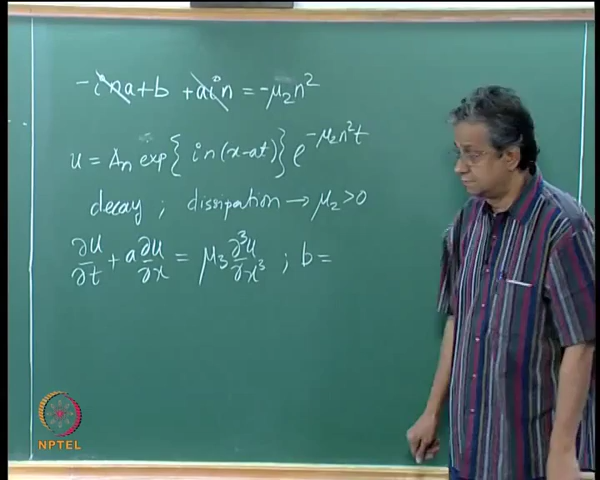 -ina+b +ain = -μ₂n²
u = Aₙ exp{in(x-at)} e^{-μ₂n²t}
decay ; dissipation → μ₂>0
∂u/∂t + a ∂u/∂x = μ₃ ∂³u/∂x³ ; b =
NPTEL